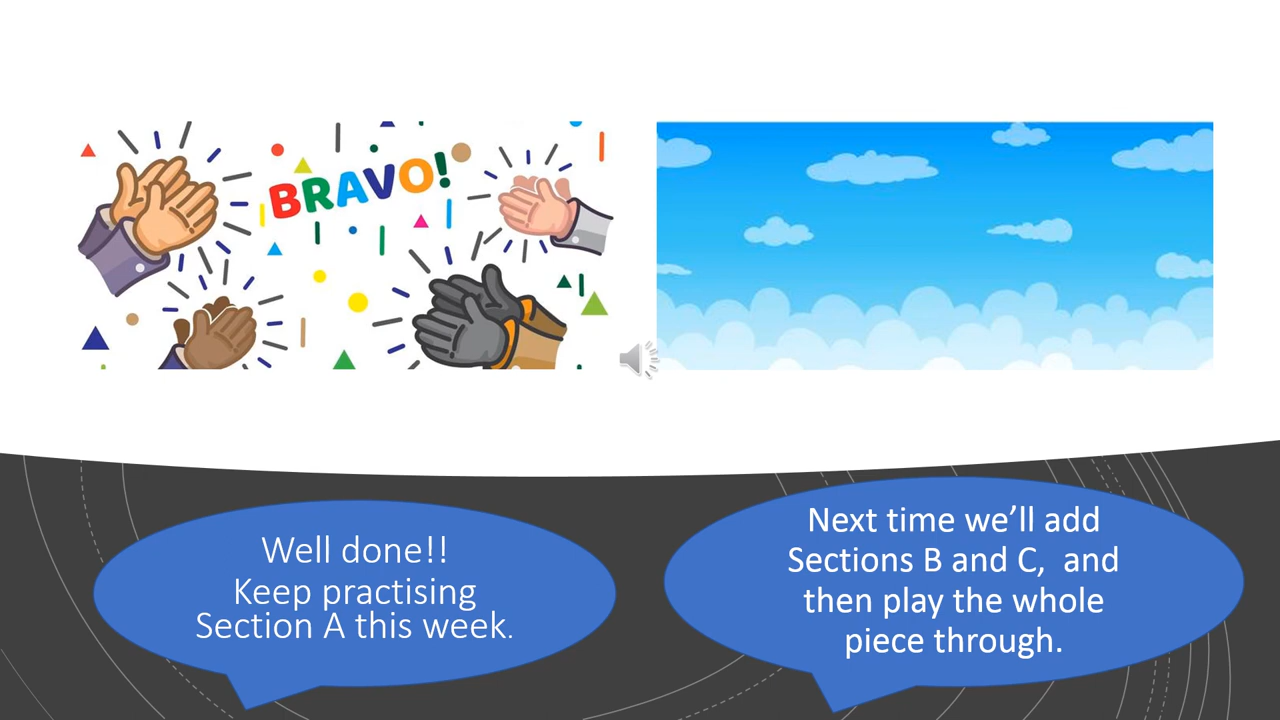 BRAVO!
Well done!!
Keep practising
Section A this week.
Next time we’ll add
Sections B and C,  and
then play the whole
piece through.